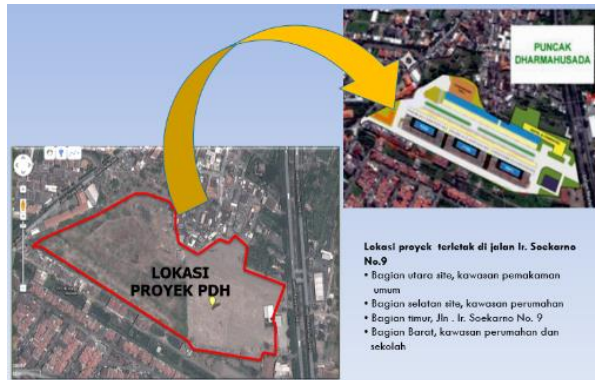 PUNCAK
DHARMAHUSADA
LOKASI
PROYEK PDH
Lokasi proyek terletak di jalan Ir. Soekarno
No.9
• Bagian utara site, kawasan pemakaman
umum
• Bagian selatan site, kawasan perumahan
• Bagian timur, Jln . Ir. Soekarno No. 9
• Bagian Barat, kawasan perumahan dan
sekolah